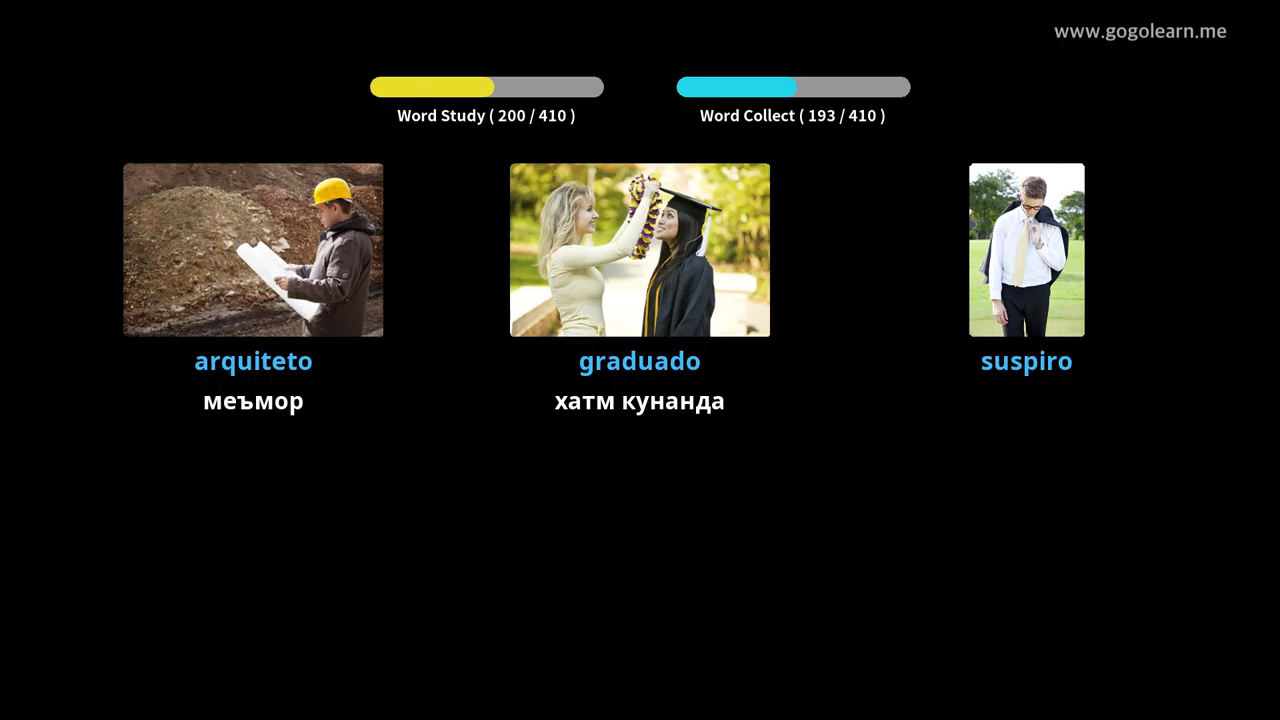 www.gogolearn.me
Word Study ( 200 / 410 )
Word Collect ( 193 / 410 )
arquiteto
graduado
suspiro
меъмор
хатм кунанда